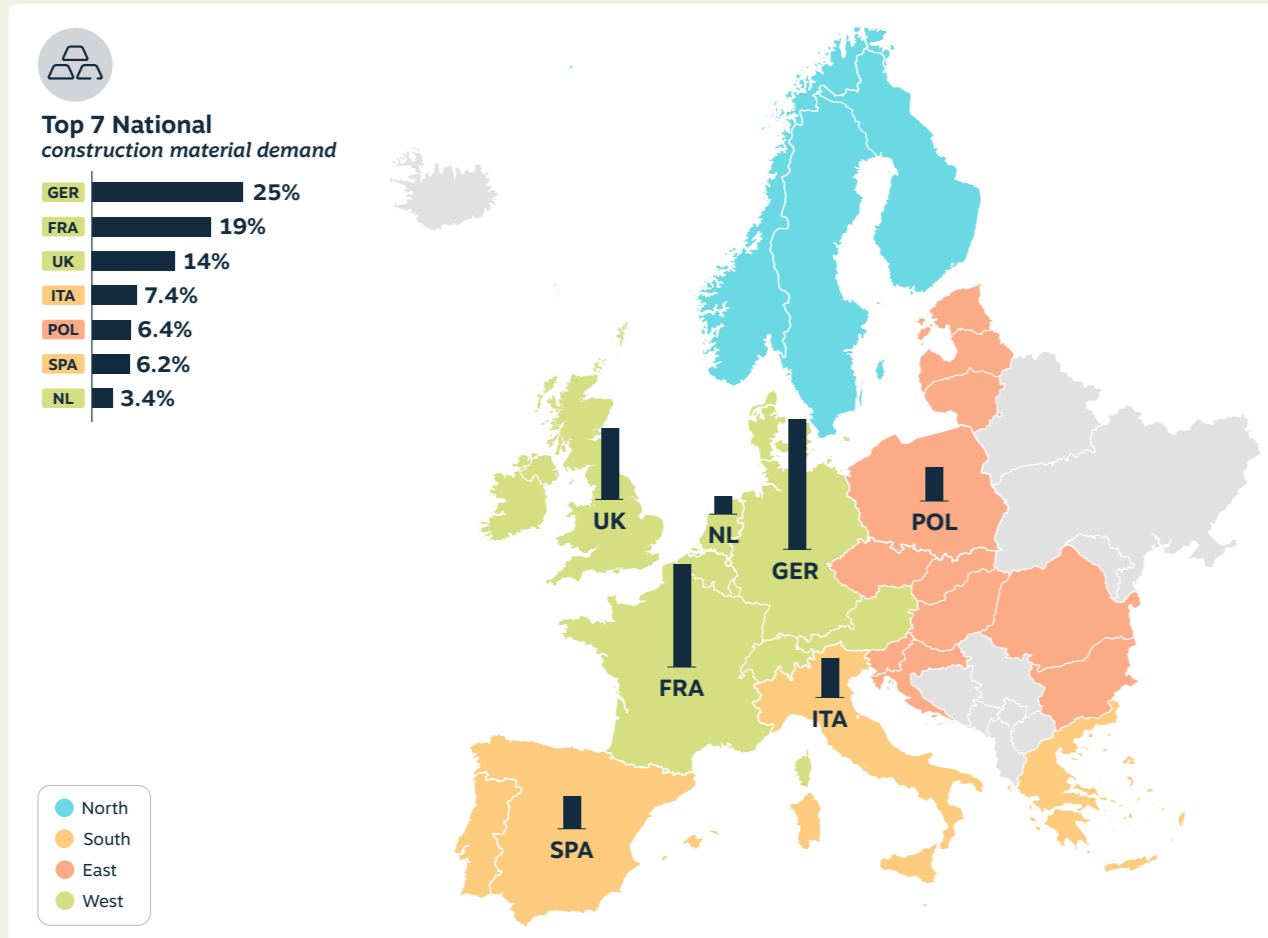 Top 7 National
construction material demand
GER 25%
FRA 19%
UK 14%
ITA 7.4%
POL 6.4%
SPA 6.2%
NL 3.4%
UK
NL
POL
GER
FRA
ITA
SPA
North
South
East
West